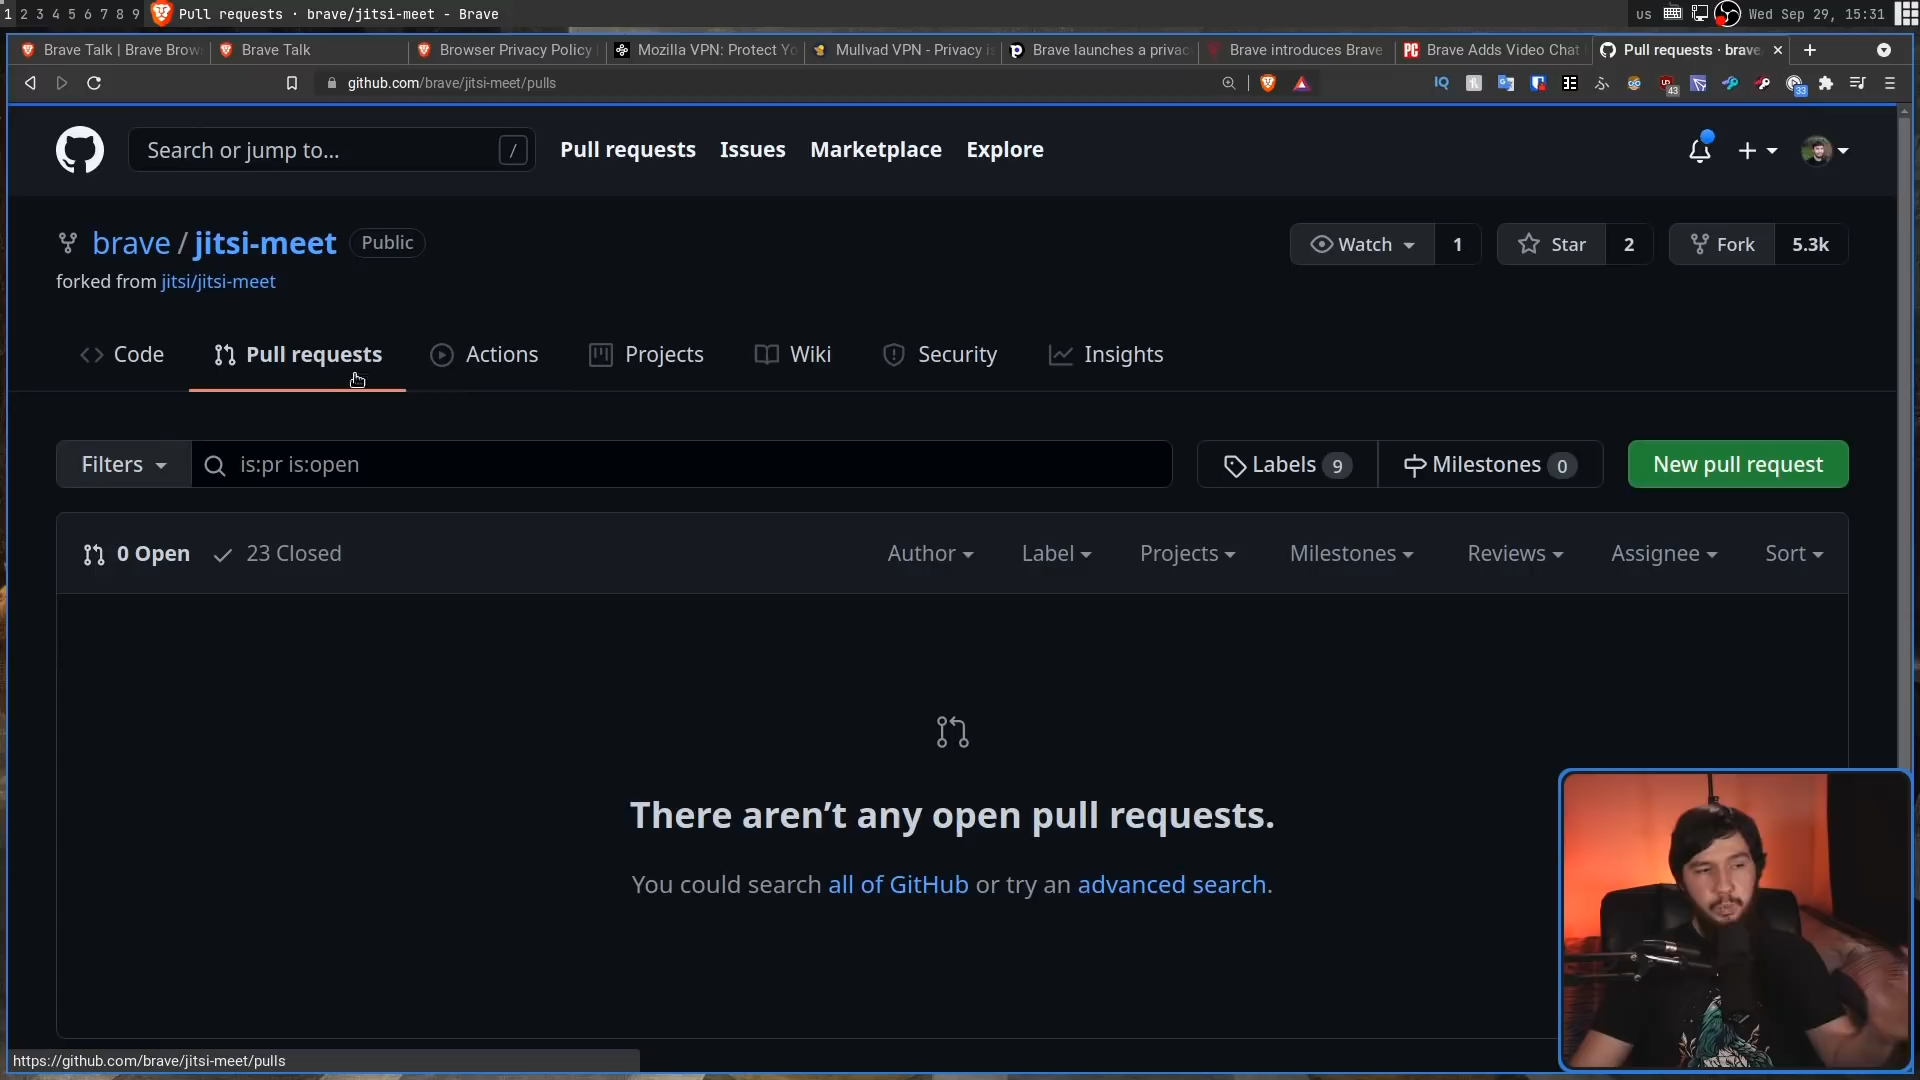 1 2 3 4 5 6 7 8 9 Pull requests · brave/jitsi-meet - Brave us Wed Sep 29, 15:31
Brave Talk | Brave Brows Brave Talk Browser Privacy Policy Mozilla VPN: Protect Yo Mullvad VPN - Privacy is Brave launches a privac Brave introduces Brave PC Brave Adds Video Chat Pull requests · brave
github.com/brave/jitsi-meet/pulls IQ 43 33
Search or jump to... / Pull requests Issues Marketplace Explore
brave / jitsi-meet Public Watch 1 Star 2 Fork 5.3k
forked from jitsi/jitsi-meet
Code Pull requests Actions Projects Wiki Security Insights
Filters is:pr is:open Labels 9 Milestones 0 New pull request
0 Open 23 Closed Author Label Projects Milestones Reviews Assignee Sort
There aren’t any open pull requests.
You could search all of GitHub or try an advanced search.
https://github.com/brave/jitsi-meet/pulls